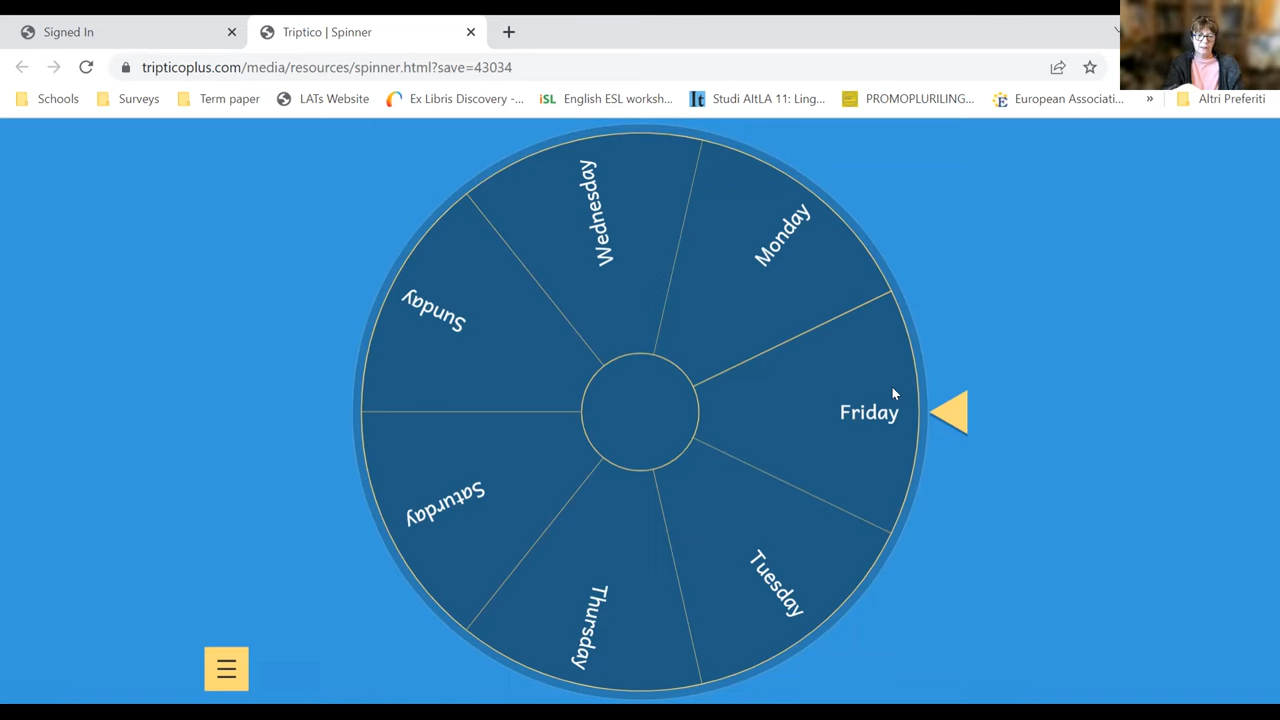 Signed In
Triptico | Spinner
tripticoplus.com/media/resources/spinner.html?save=43034
Schools
Surveys
Term paper
LATs Website
Ex Libris Discovery -...
iSL English ESL worksh...
It Studi AItLA 11: Ling...
PROMOPLURILING...
E European Associati...
»
Altri Preferiti
Wednesday
Monday
Sunday
Friday
Saturday
Tuesday
Thursday